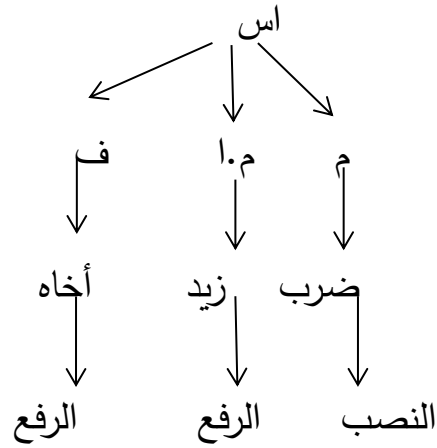 اس
م م.ا ف
ضرب زيد أخاه
النصب الرفع الرفع